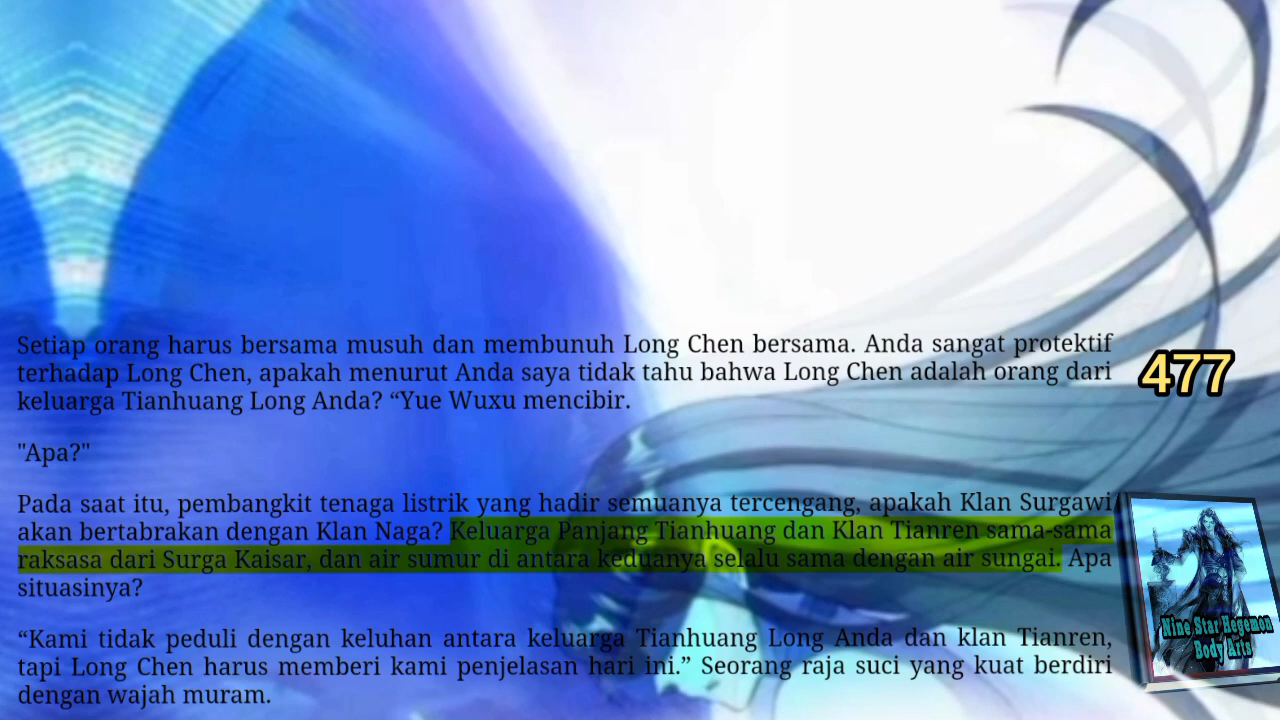 Setiap orang harus bersama musuh dan membunuh Long Chen bersama. Anda sangat protektif
terhadap Long Chen, apakah menurut Anda saya tidak tahu bahwa Long Chen adalah orang dari
keluarga Tianhuang Long Anda? “Yue Wuxu mencibir.
"Apa?"
Pada saat itu, pembangkit tenaga listrik yang hadir semuanya tercengang, apakah Klan Surgawi
akan bertabrakan dengan Klan Naga? Keluarga Panjang Tianhuang dan Klan Tianren sama-sama
raksasa dari Surga Kaisar, dan air sumur di antara keduanya selalu sama dengan air sungai. Apa
situasinya?
“Kami tidak peduli dengan keluhan antara keluarga Tianhuang Long Anda dan klan Tianren,
tapi Long Chen harus memberi kami penjelasan hari ini.” Seorang raja suci yang kuat berdiri
dengan wajah muram.
477
Nine Star Hegemon
Body Arts